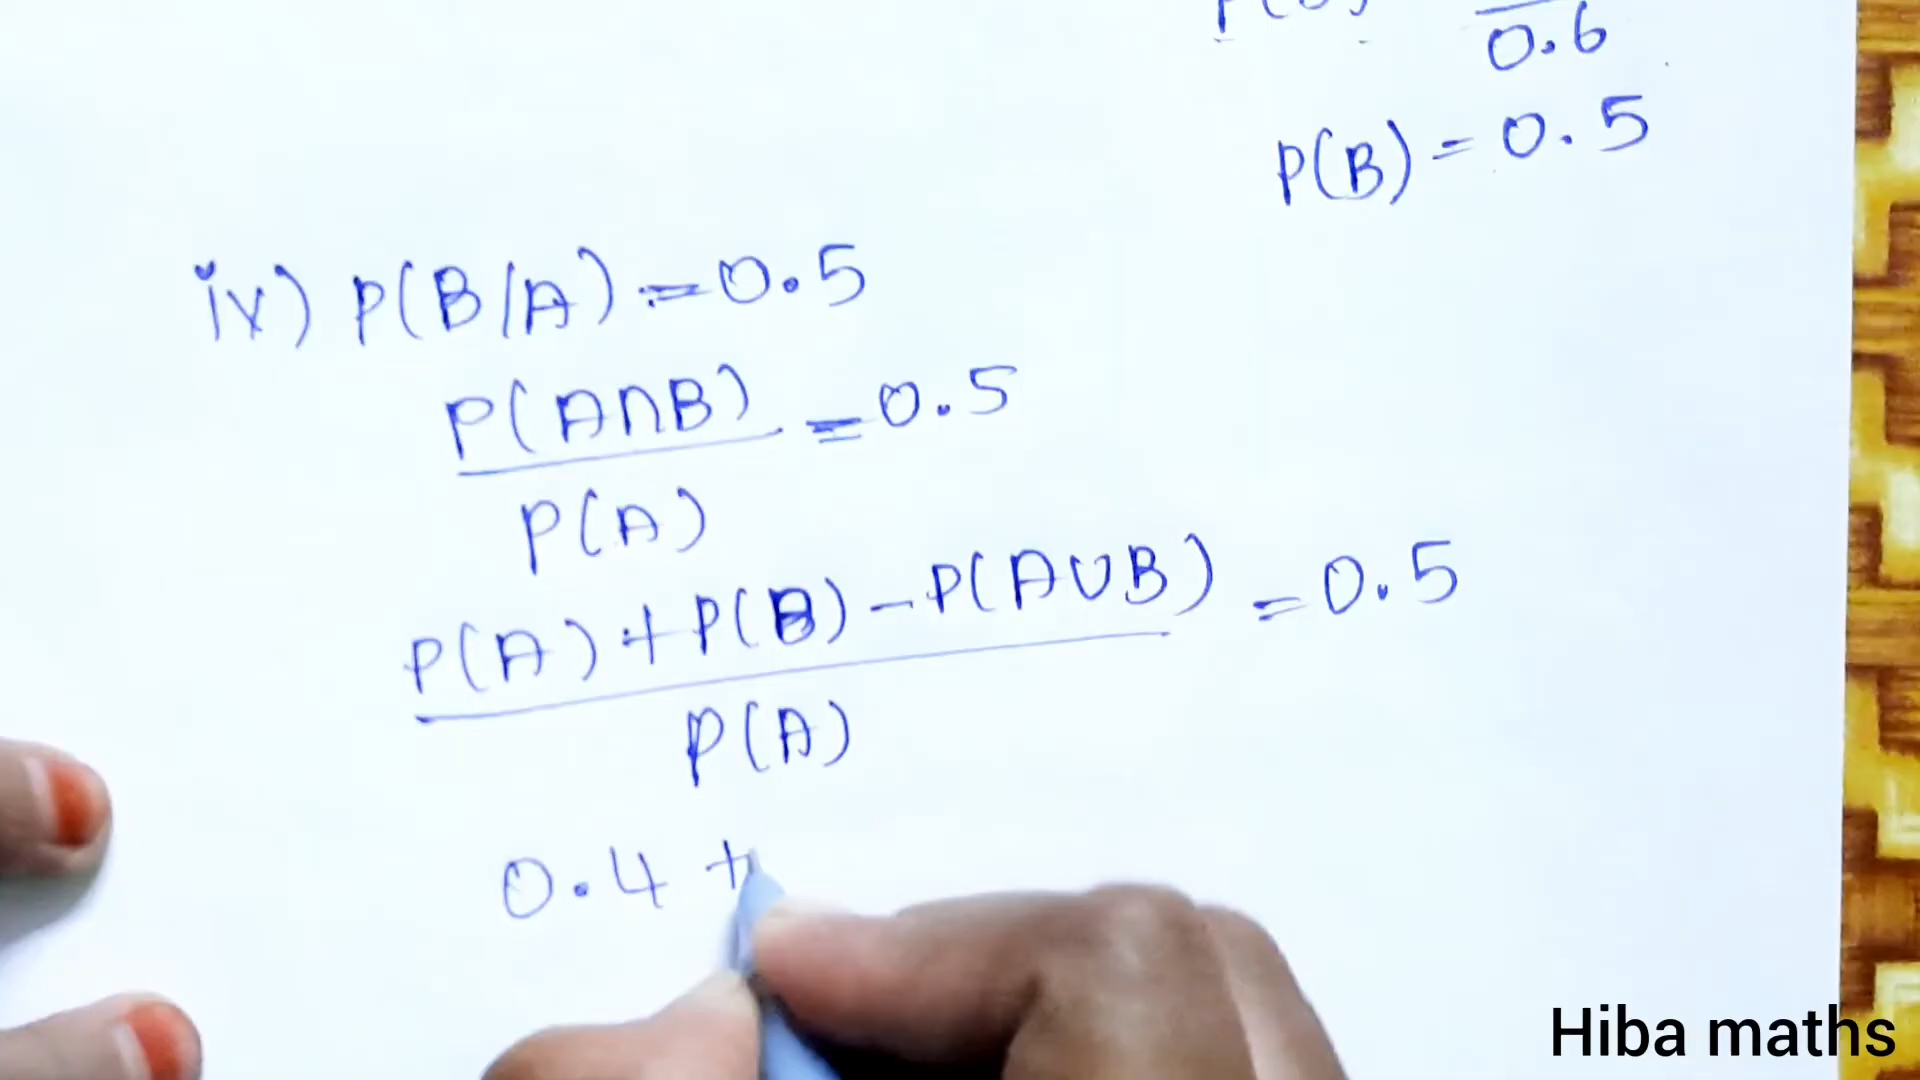 0.6
P(B) = 0.5
iv) P(B/A) = 0.5
P(A∩B) = 0.5
P(A)
P(A) + P(B) - P(A∪B) = 0.5
P(A)
0.4 +
Hiba maths